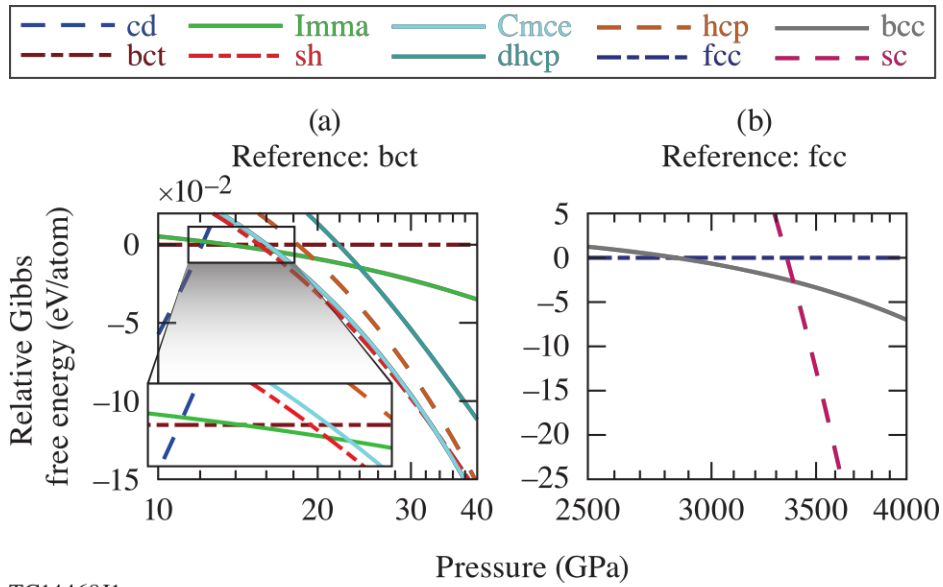 cd Imma Cmce hcp bcc
bct sh dhcp fcc sc
(a) (b)
Reference: bct Reference: fcc
×10−2
Relative Gibbs
free energy (eV/atom)
0
−5
−10
−15
10 20 30 40
5
0
−5
−10
−15
−20
−25
2500 3000 3500 4000
Pressure (GPa)